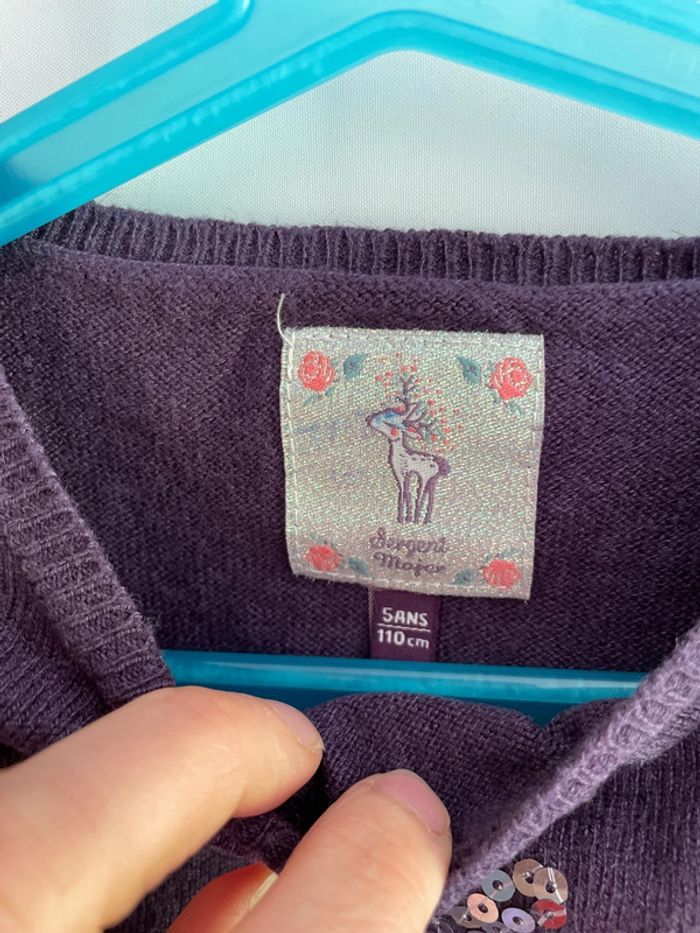 Sergent
Major
5ANS
110cm